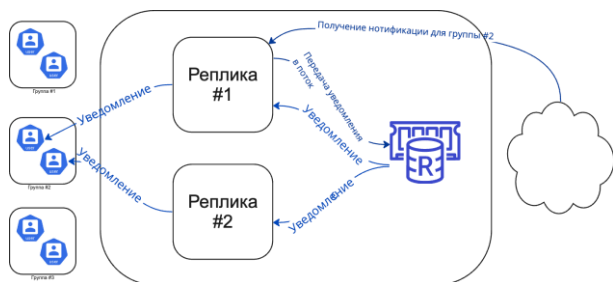 Получение нотификации для группы #2
Группа #1
Реплика
#1
Передача уведомления
в поток
Уведомление
Уведомление
Группа #2
Уведомление
Реплика
#2
Уведомление
R
Группа #3